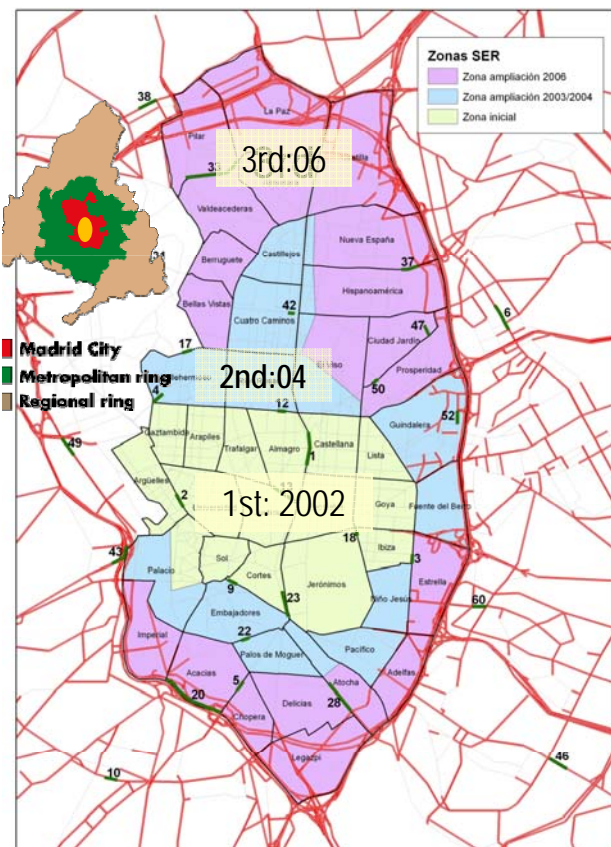 Zonas SER
Zona ampliación 2006
Zona ampliación 2003/2004
Zona inicial
38
La Paz
Pilar
3rd:06
Valdeacederas
Castillejos
Nueva España
Berruguete
37
Hispanoamérica
Bellas Vistas
42
6
Cuatro Caminos
47
Ciudad Jardín
17
El Viso
Prosperidad
Madrid City
Metropolitan ring
Regional ring
2nd:04
50
4
12
52
Guindalera
49
Gaztambide
Arapiles
Trafalgar
Almagro
Castellana
1
Lista
Argüelles
2
13
1st: 2002
Goya
Fuente del Berro
18
43
Ibiza
3
Palacio
Sol
Cortes
Jerónimos
Estrella
9
23
Niño Jesús
60
Embajadores
Imperial
22
Pacífico
Palos de Moguer
Acacias
5
Atocha
Adelfas
20
Delicias
28
Chopera
Legazpi
46
10